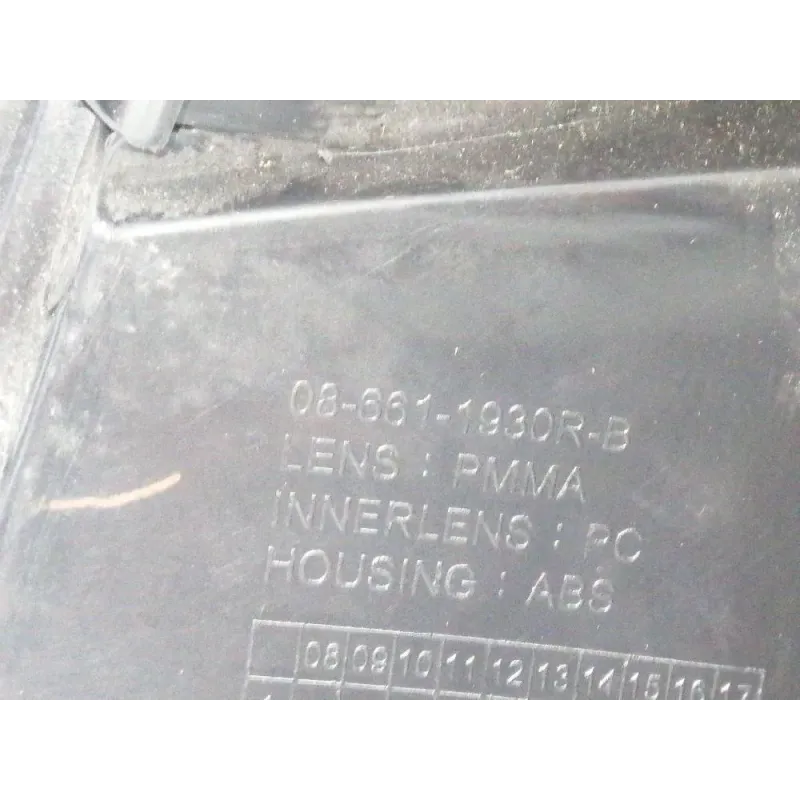 08-661-1930R-B
LENS : PMMA
INNERLENS : PC
HOUSING : ABS
08 09 10 11 12 13 14 15 16 17
1